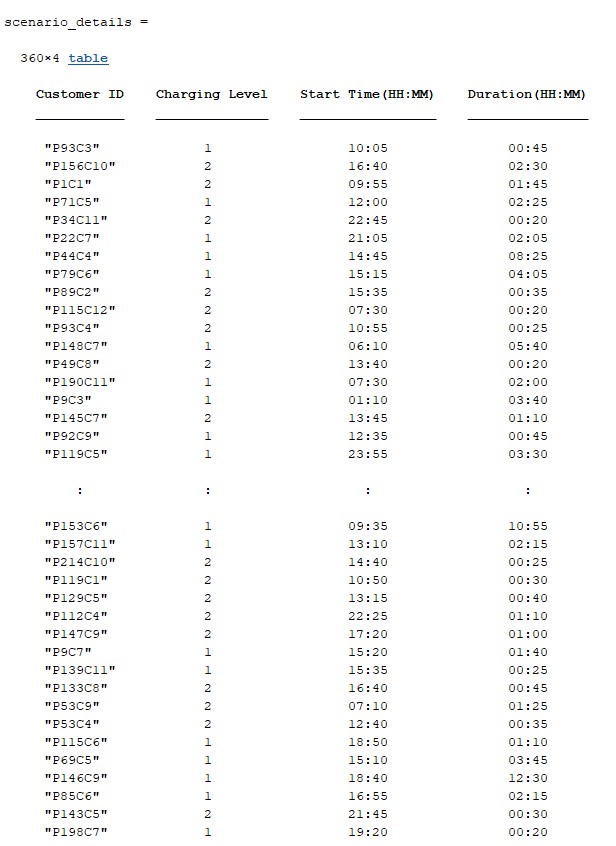 scenario_details =
360×4 table
Customer ID Charging Level Start Time(HH:MM) Duration(HH:MM)
"P93C3" 1 10:05 00:45
"P156C10" 2 16:40 02:30
"P1C1" 2 09:55 01:45
"P71C5" 1 12:00 02:25
"P34C11" 2 22:45 00:20
"P22C7" 1 21:05 02:05
"P44C4" 1 14:45 08:25
"P79C6" 1 15:15 04:05
"P89C2" 2 15:35 00:35
"P115C12" 2 07:30 00:20
"P93C4" 2 10:55 00:25
"P148C7" 1 06:10 05:40
"P49C8" 2 13:40 00:20
"P190C11" 1 07:30 02:00
"P9C3" 1 01:10 03:40
"P145C7" 2 13:45 01:10
"P92C9" 1 12:35 00:45
"P119C5" 1 23:55 03:30
: : : :
"P153C6" 1 09:35 10:55
"P157C11" 1 13:10 02:15
"P214C10" 2 14:40 00:25
"P119C1" 2 10:50 00:30
"P129C5" 2 13:15 00:40
"P112C4" 2 22:25 01:10
"P147C9" 2 17:20 01:00
"P9C7" 1 15:20 01:40
"P139C11" 1 15:35 00:25
"P133C8" 2 16:40 00:45
"P53C9" 2 07:10 01:25
"P53C4" 2 12:40 00:35
"P115C6" 1 18:50 01:10
"P69C5" 1 15:10 03:45
"P146C9" 1 18:40 12:30
"P85C6" 1 16:55 02:15
"P143C5" 2 21:45 00:30
"P198C7" 1 19:20 00:20